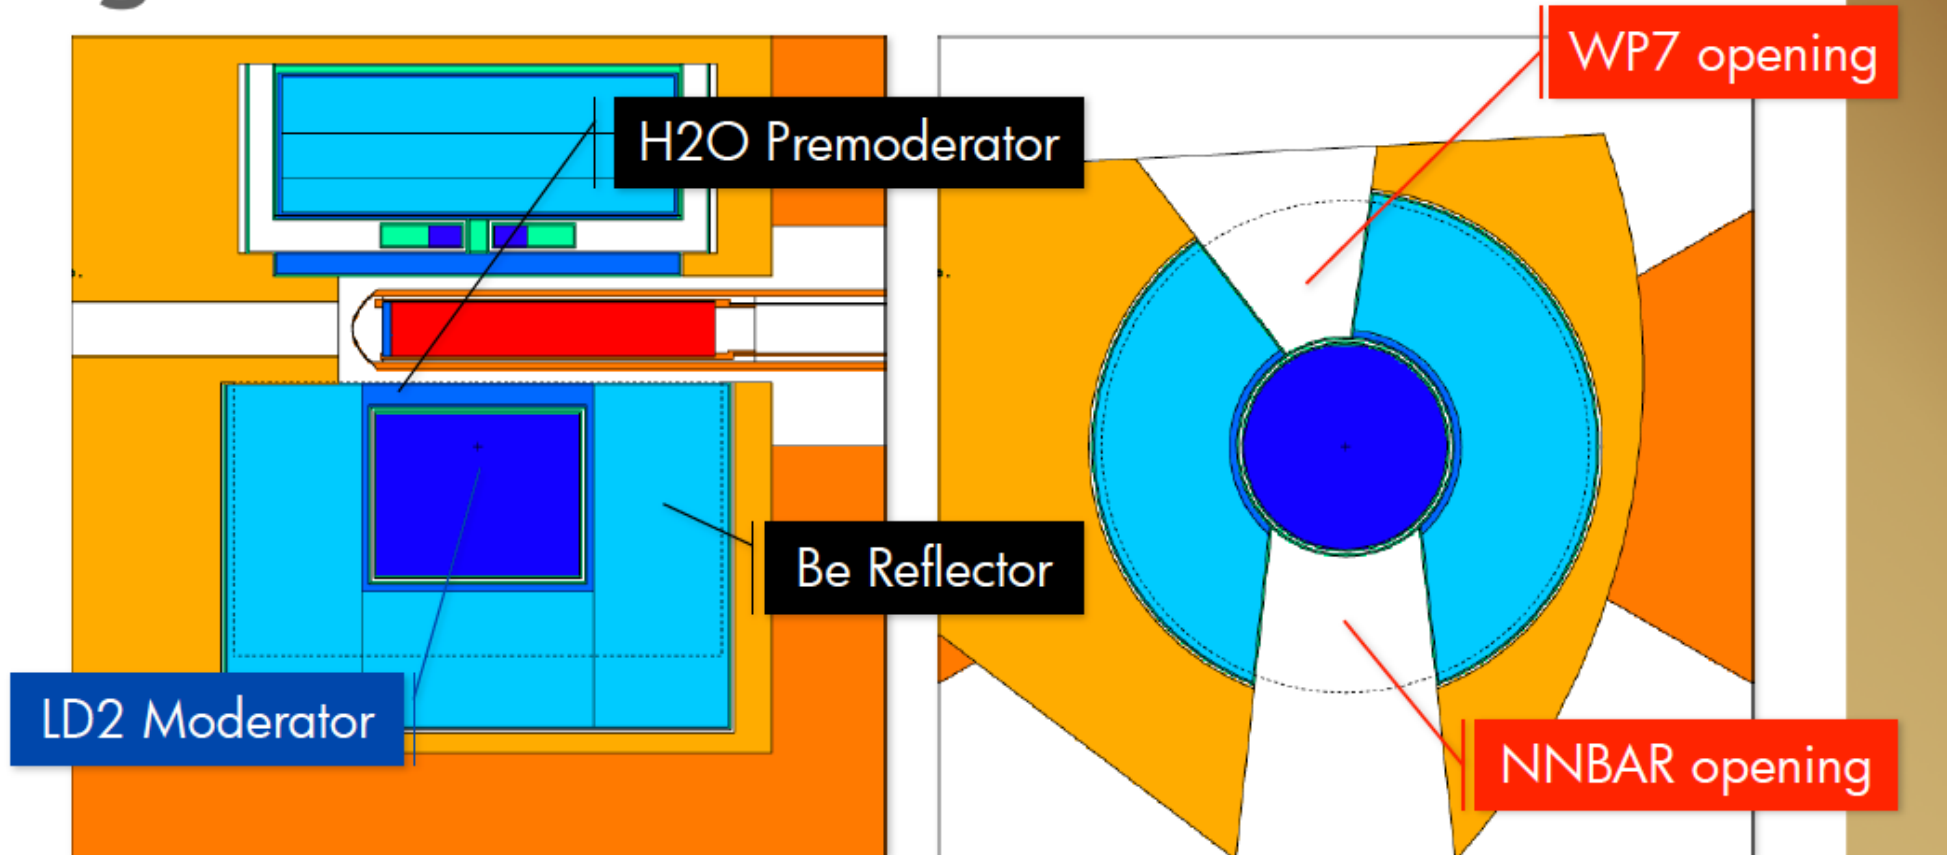 WP7 opening
H2O Premoderator
Be Reflector
LD2 Moderator
NNBAR opening